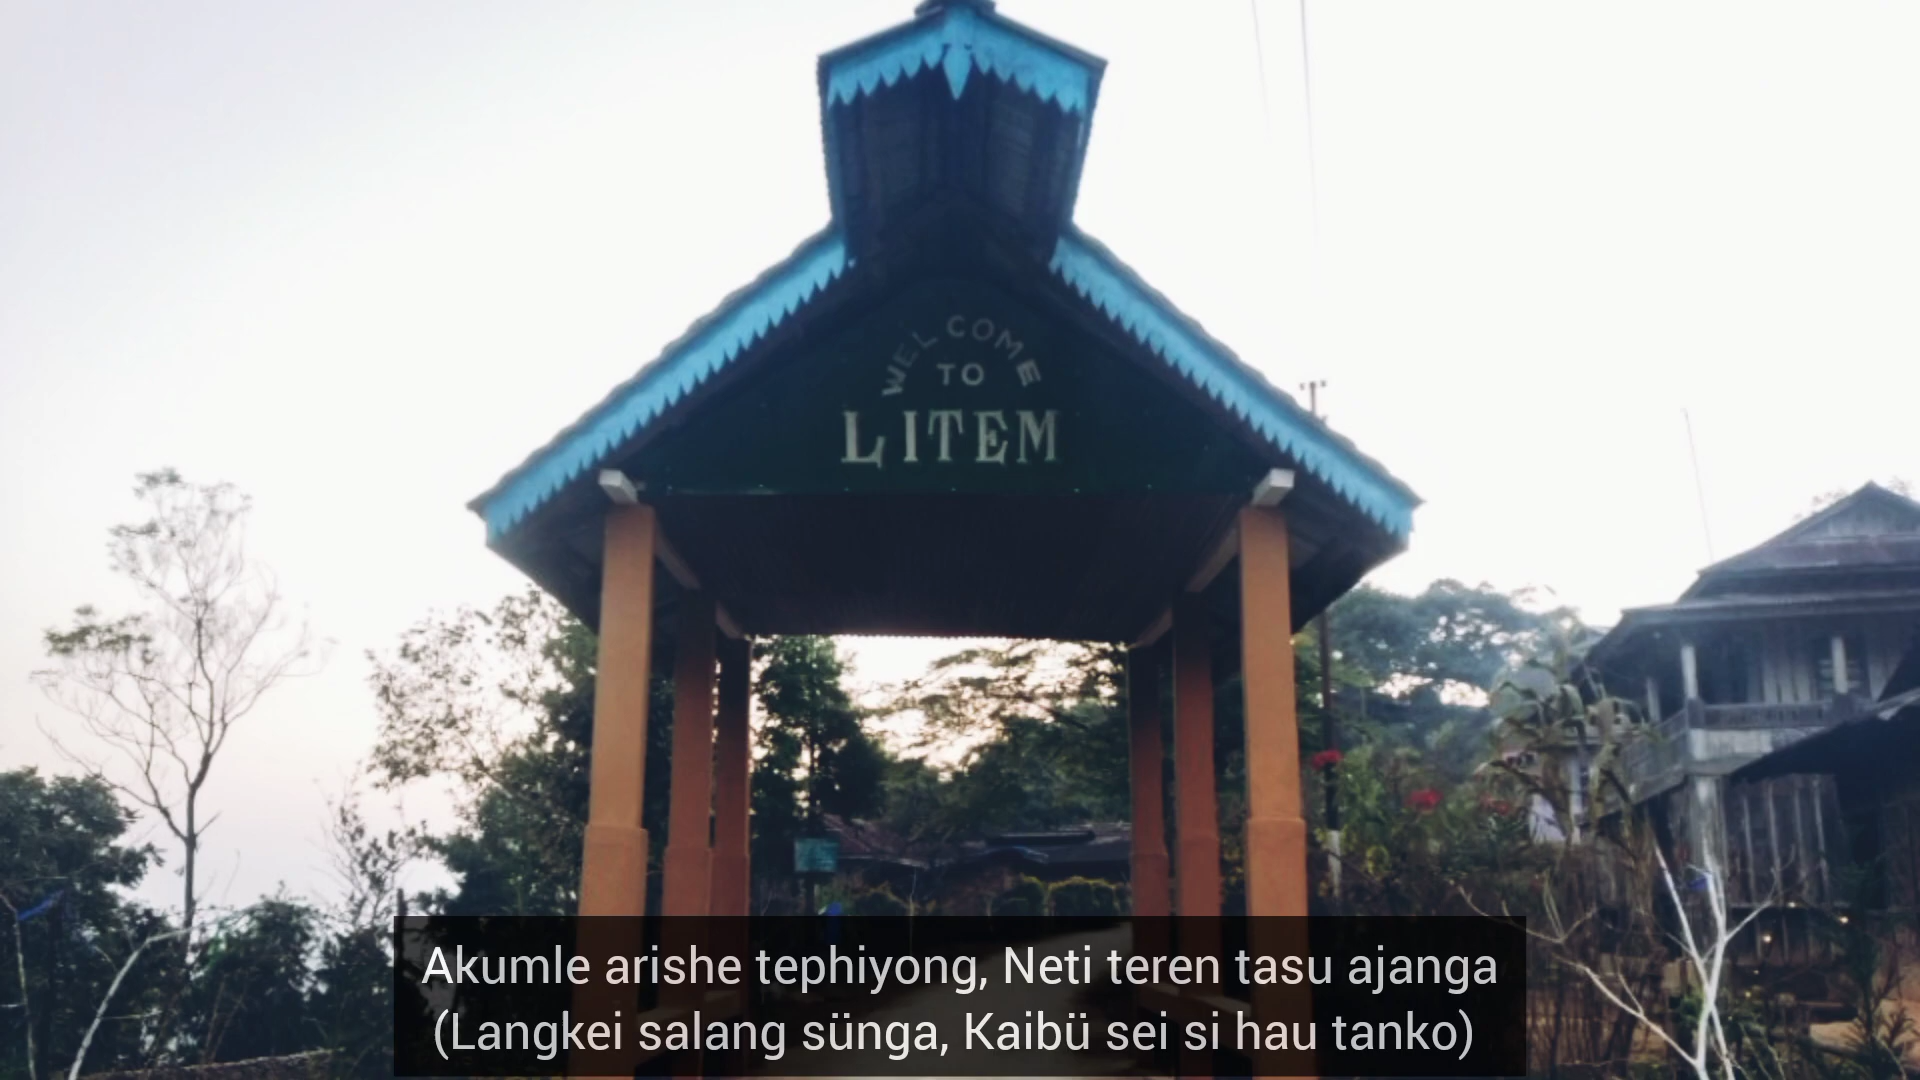 WELCOME
TO
LITEM
Akumle arishe tephiyong, Neti teren tasu ajanga
(Langkei salang sünga, Kaibü sei si hau tanko)